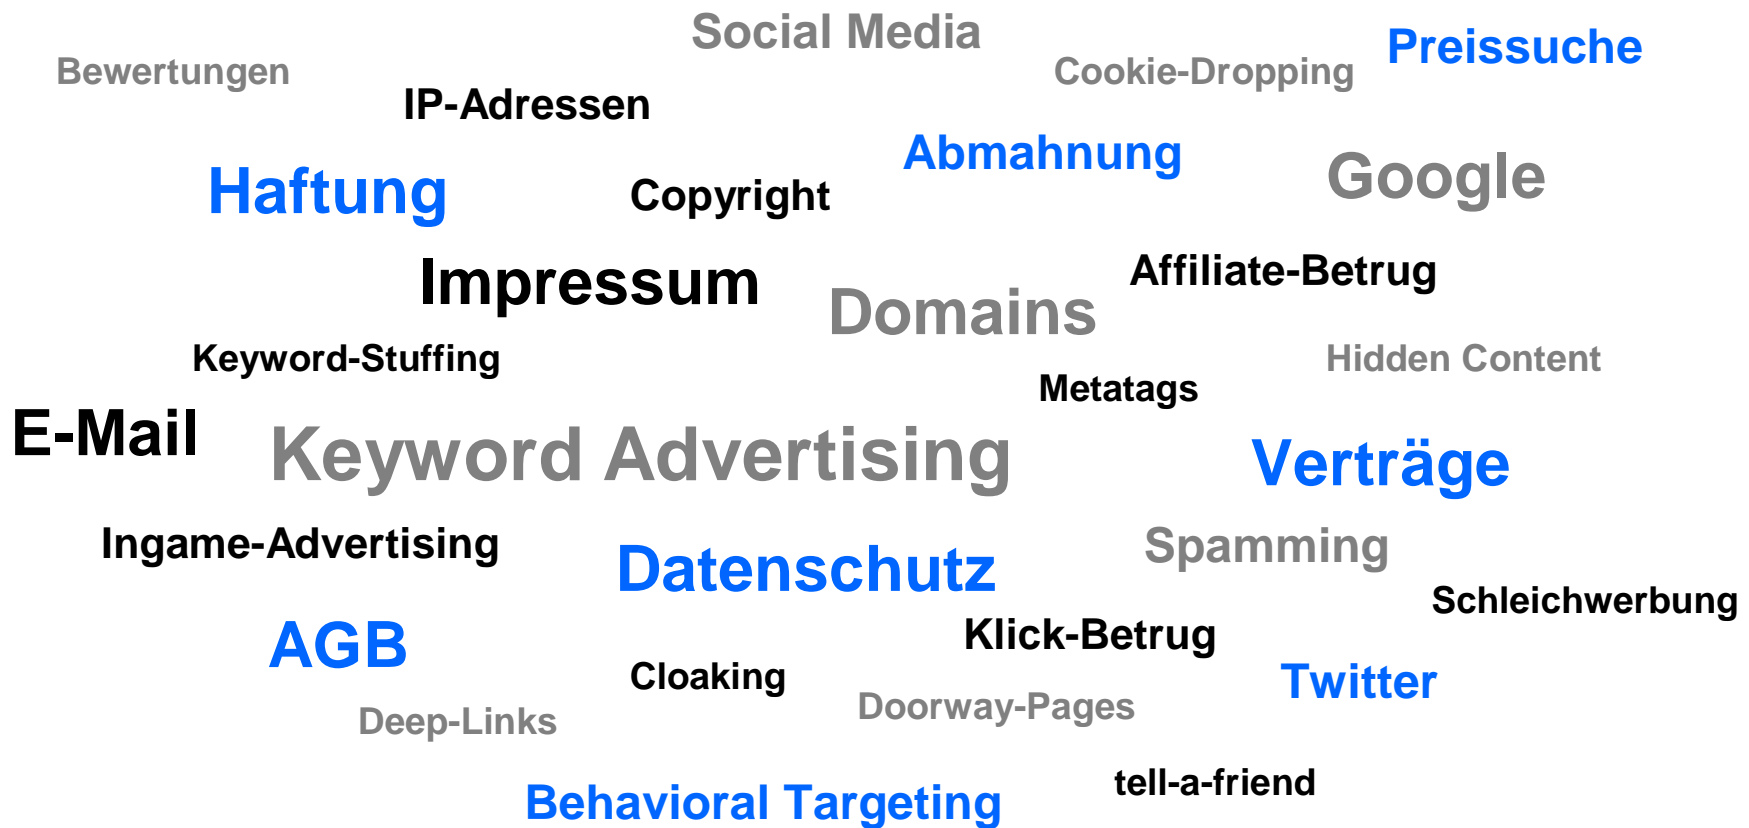 Social Media
Preissuche
Bewertungen
Cookie-Dropping
IP-Adressen
Abmahnung
Google
Haftung
Copyright
Affiliate-Betrug
Impressum
Domains
Keyword-Stuffing
Hidden Content
Metatags
E-Mail
Keyword Advertising
Verträge
Ingame-Advertising
Spamming
Datenschutz
Schleichwerbung
Klick-Betrug
AGB
Cloaking
Twitter
Doorway-Pages
Deep-Links
tell-a-friend
Behavioral Targeting